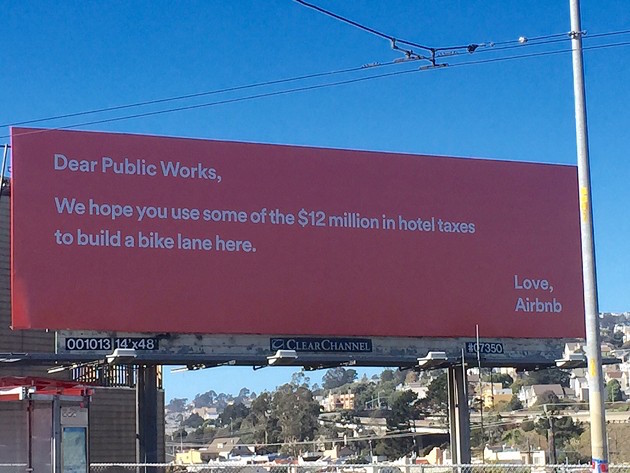 Dear Public Works,
We hope you use some of the $12 million in hotel taxes
to build a bike lane here.
Love,
Airbnb
001013 14'x48'
CLEARCHANNEL
#07350